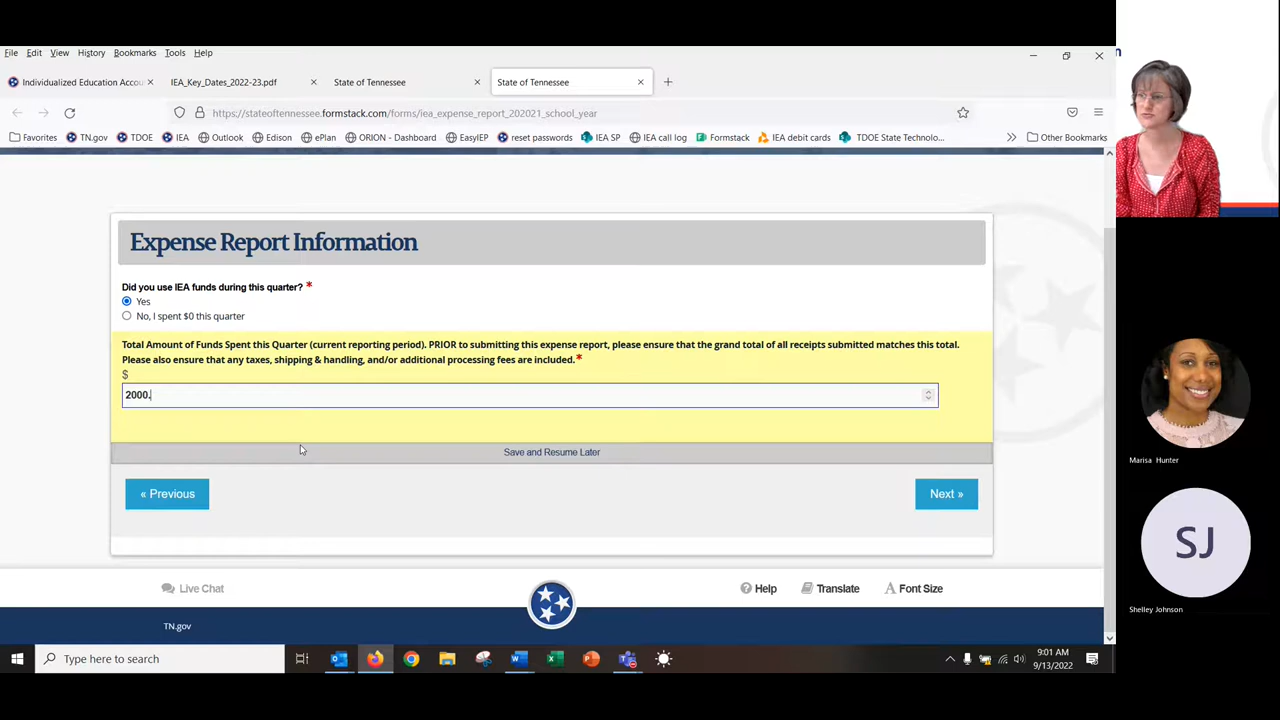 File Edit View History Bookmarks Tools Help
Individualized Education Accou
IEA_Key_Dates_2022-23.pdf
State of Tennessee
State of Tennessee
https://stateoftennessee.formstack.com/forms/iea_expense_report_202021_school_year
Favorites TN.gov TDOE IEA Outlook Edison ePlan ORION - Dashboard EasyIEP reset passwords IEA SP IEA call log Formstack IEA debit cards TDOE State Technolo... Other Bookmarks
Expense Report Information
Did you use IEA funds during this quarter? *
Yes
No, I spent $0 this quarter
Total Amount of Funds Spent this Quarter (current reporting period). PRIOR to submitting this expense report, please ensure that the grand total of all receipts submitted matches this total.
Please also ensure that any taxes, shipping & handling, and/or additional processing fees are included. *
$
2000.
Save and Resume Later
« Previous
Next »
Live Chat
Help Translate Font Size
TN.gov
Type here to search
9:01 AM
9/13/2022
Marisa Hunter
SJ
Shelley Johnson